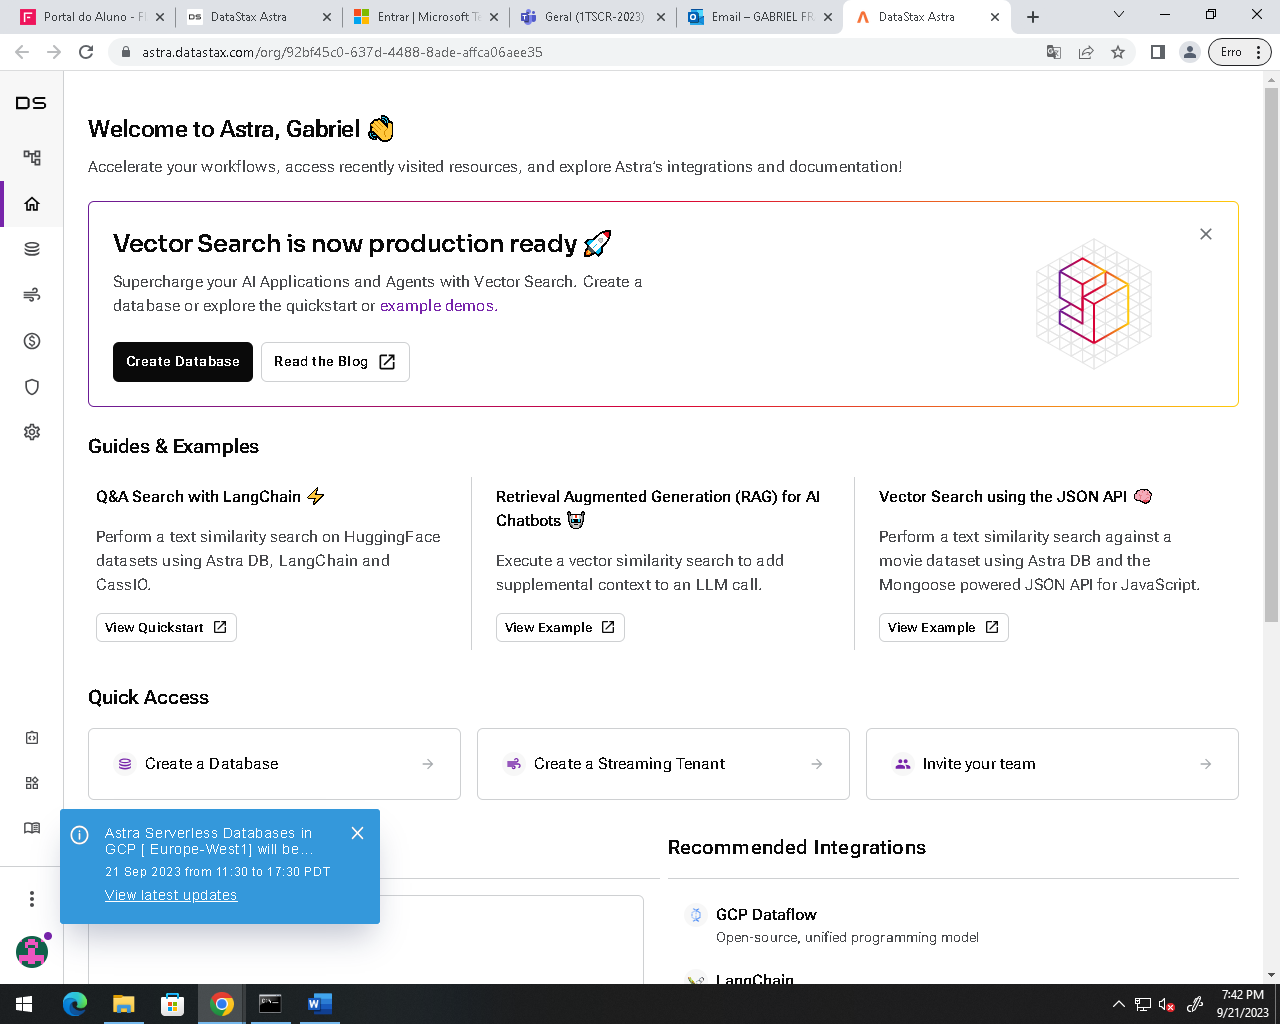 Portal do Aluno - F
DataStax Astra
Entrar | Microsoft Te
Geral (1TSCR-2023)
Email – GABRIEL FR
DataStax Astra
astra.datastax.com/org/92bf45c0-637d-4488-8ade-affca06aee35
Erro
DS
Welcome to Astra, Gabriel 👋
Accelerate your workflows, access recently visited resources, and explore Astra's integrations and documentation!
Vector Search is now production ready 🚀
Supercharge your AI Applications and Agents with Vector Search. Create a
database or explore the quickstart or example demos.
Create Database
Read the Blog
Guides & Examples
Q&A Search with LangChain ⚡
Perform a text similarity search on HuggingFace
datasets using Astra DB, LangChain and
CassIO.
View Quickstart
Retrieval Augmented Generation (RAG) for AI
Chatbots 🤖
Execute a vector similarity search to add
supplemental context to an LLM call.
View Example
Vector Search using the JSON API 🧠
Perform a text similarity search against a
movie dataset using Astra DB and the
Mongoose powered JSON API for JavaScript.
View Example
Quick Access
Create a Database
Create a Streaming Tenant
Invite your team
Astra Serverless Databases in
GCP [ Europe-West1] will be...
21 Sep 2023 from 11:30 to 17:30 PDT
View latest updates
Recommended Integrations
GCP Dataflow
Open-source, unified programming model
LangChain
7:42 PM
9/21/2023